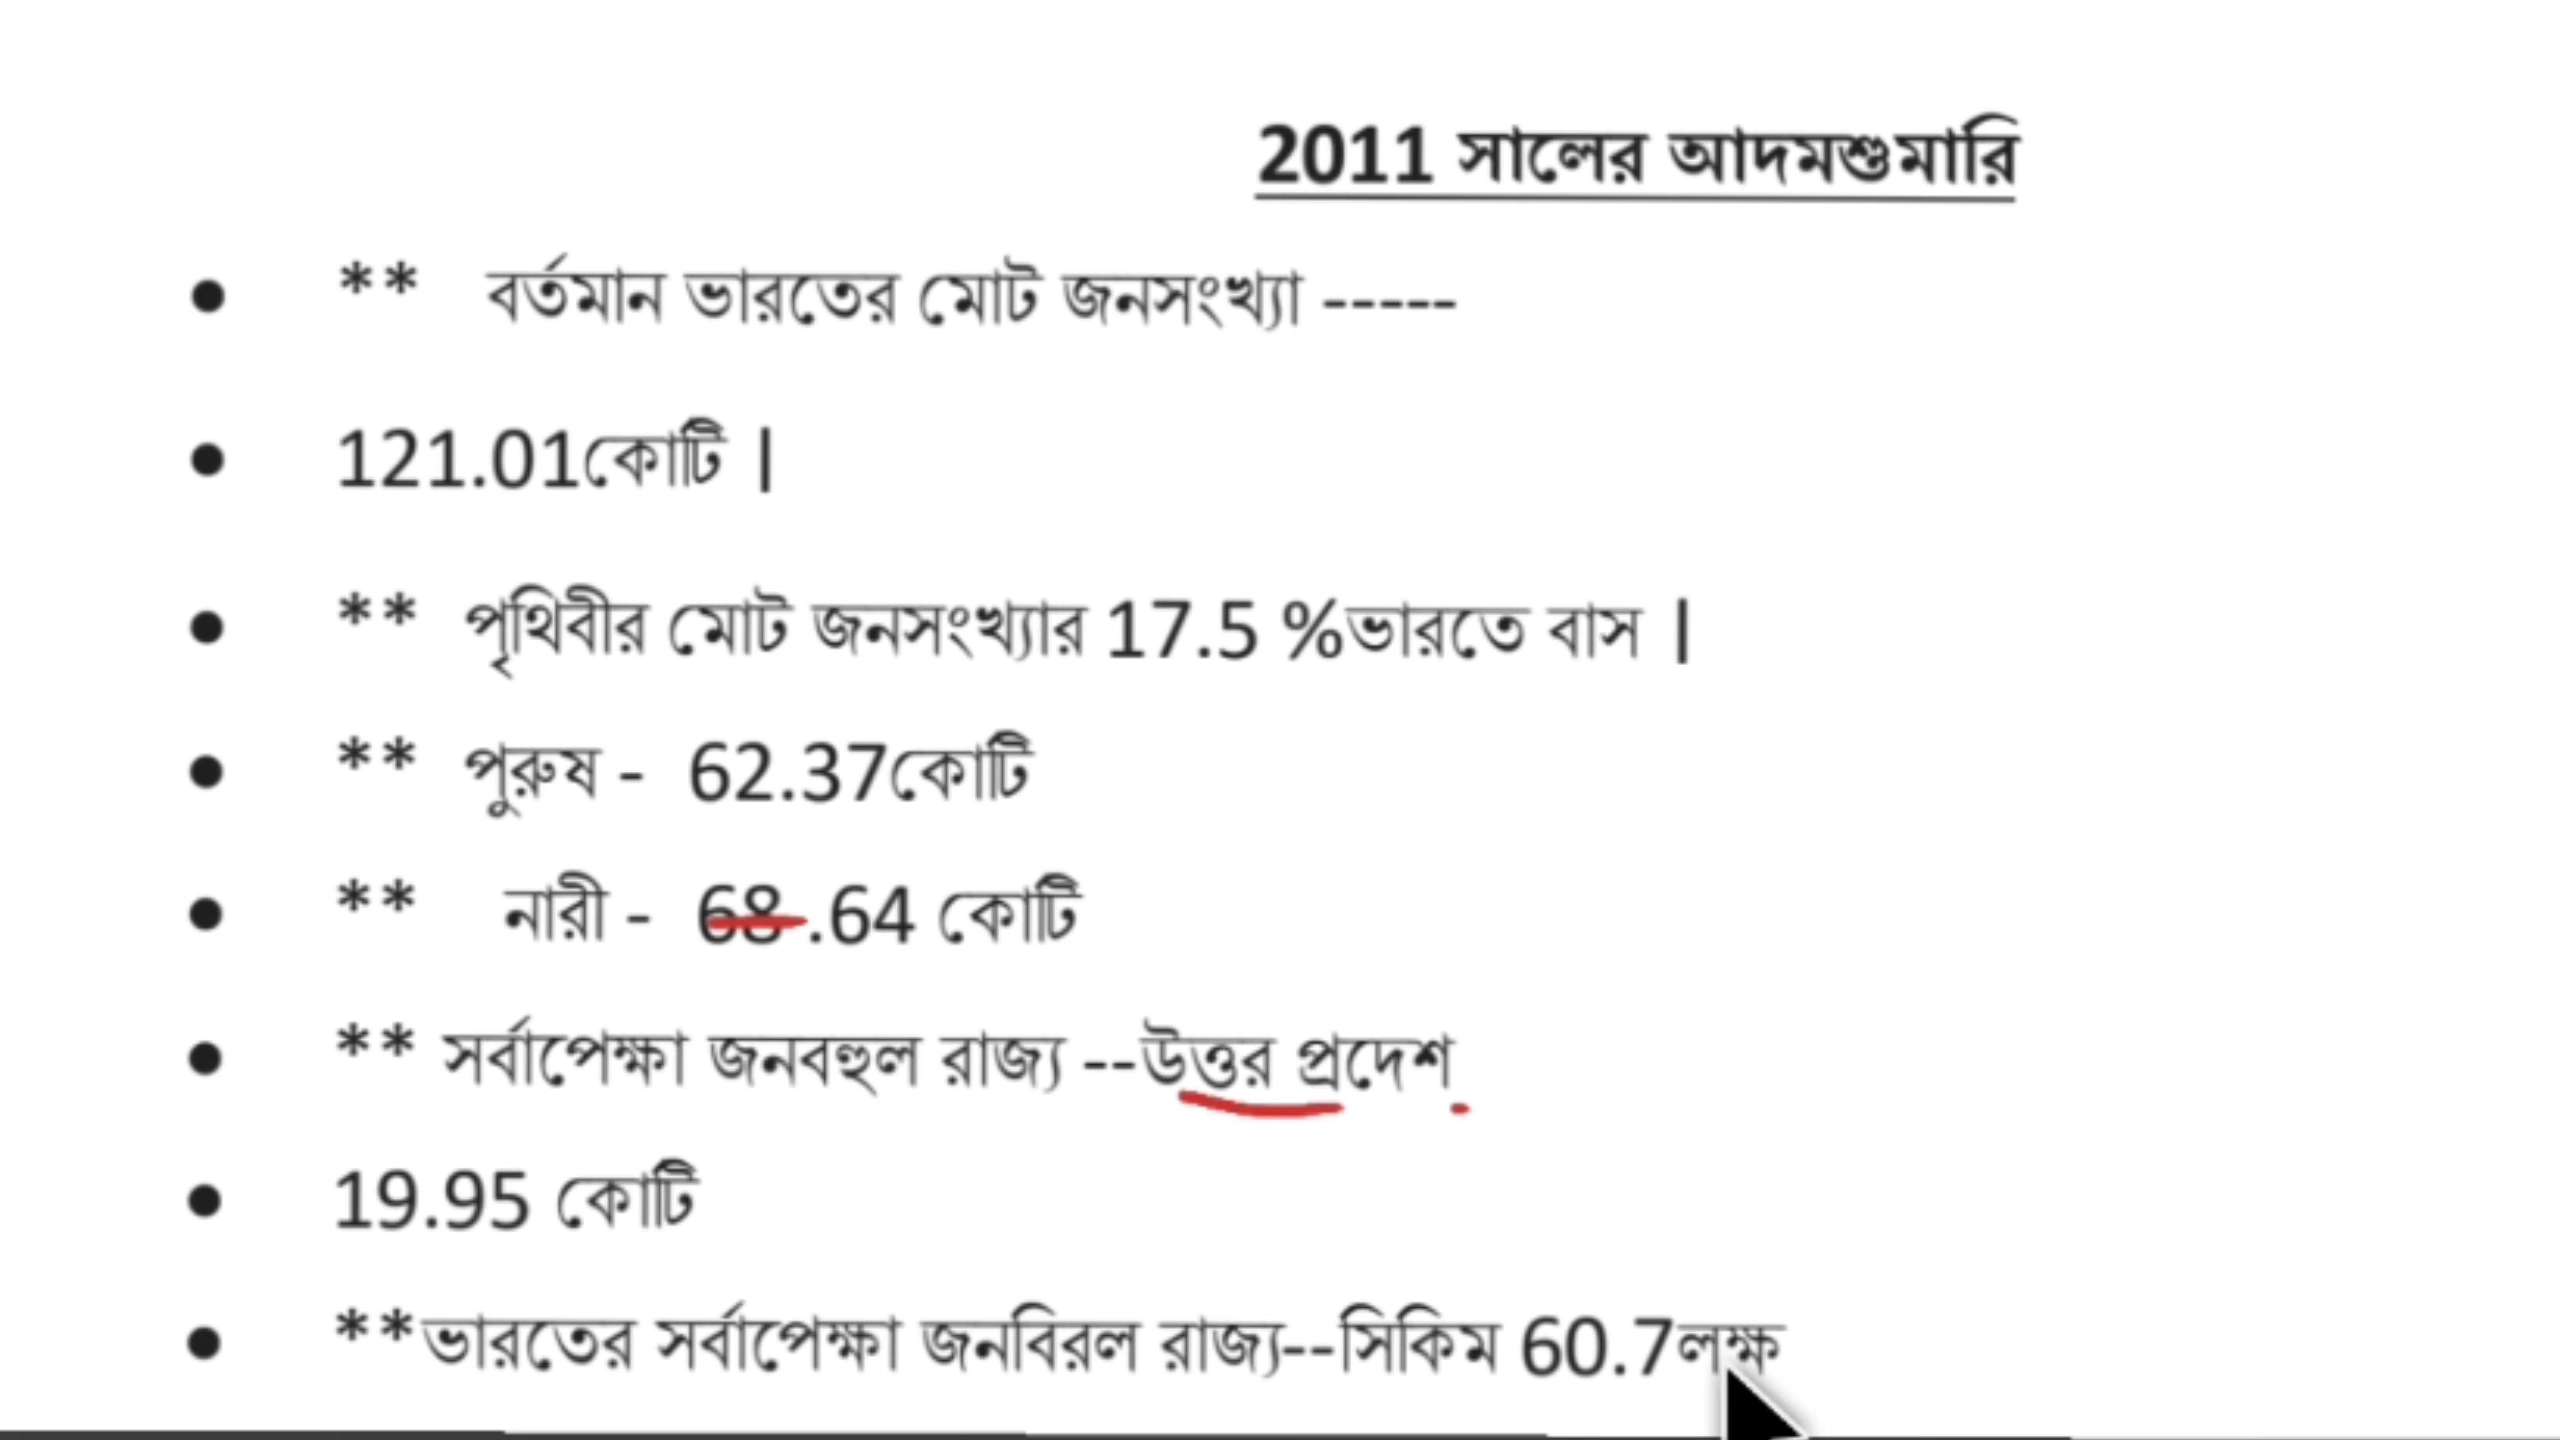 2011 সালের আদমশুমারি
** বর্তমান ভারতের মোট জনসংখ্যা -----
121.01কোটি |
** পৃথিবীর মোট জনসংখ্যার 17.5 %ভারতে বাস |
** পুরুষ - 62.37কোটি
** নারী - 68 .64 কোটি
** সর্বাপেক্ষা জনবহুল রাজ্য --উত্তর প্রদেশ
19.95 কোটি
**ভারতের সর্বাপেক্ষা জনবিরল রাজ্য--সিকিম 60.7লক্ষ